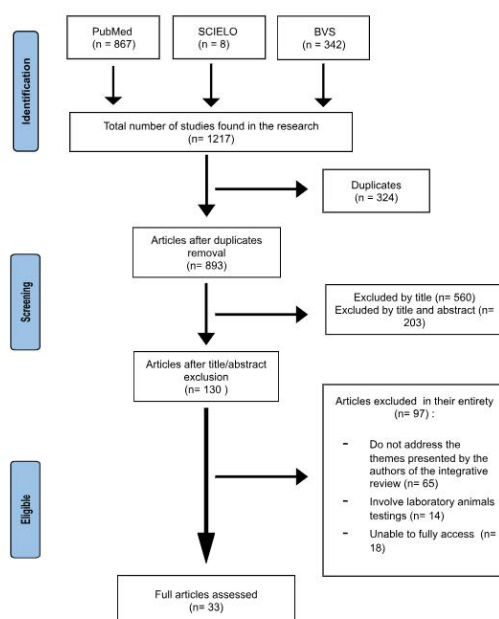 Identification
PubMed
(n = 867)
SCIELO
(n= 8)
BVS
(n = 342)
Total number of studies found in the research
(n= 1217)
Duplicates
(n = 324)
Screening
Articles after duplicates
removal
(n= 893)
Excluded by title (n= 560)
Excluded by title and abstract (n=
203)
Articles after title/abstract
exclusion
(n= 130 )
Eligible
Articles excluded in their entirety
(n= 97) :
- Do not address the
themes presented by the
authors of the integrative
review (n= 65)
- Involve laboratory animals
testings (n= 14)
- Unable to fully access (n=
18)
Full articles assessed
(n= 33)